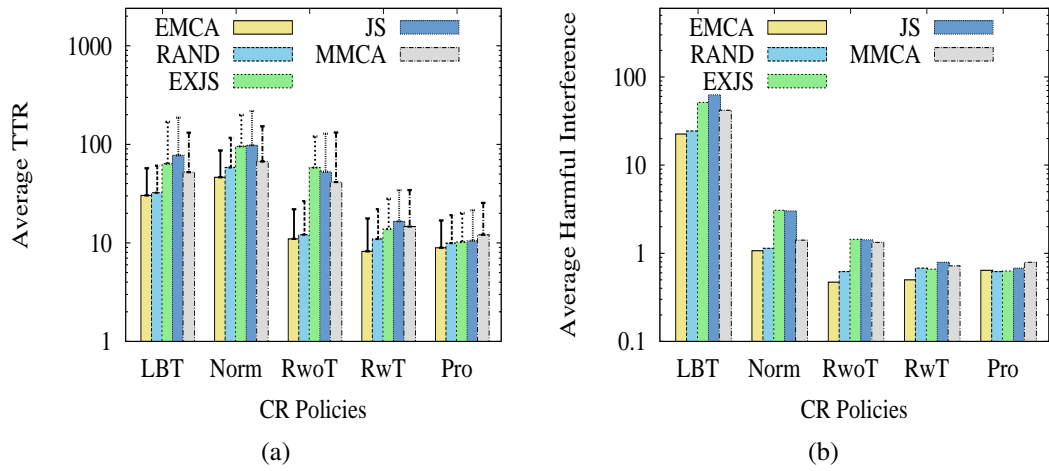 EMCA
RAND
EXJS
JS
MMCA
Average TTR
1000
100
10
1
LBT Norm RwoT RwT Pro
CR Policies
(a)
EMCA
RAND
EXJS
JS
MMCA
Average Harmful Interference
100
10
1
0.1
LBT Norm RwoT RwT Pro
CR Policies
(b)